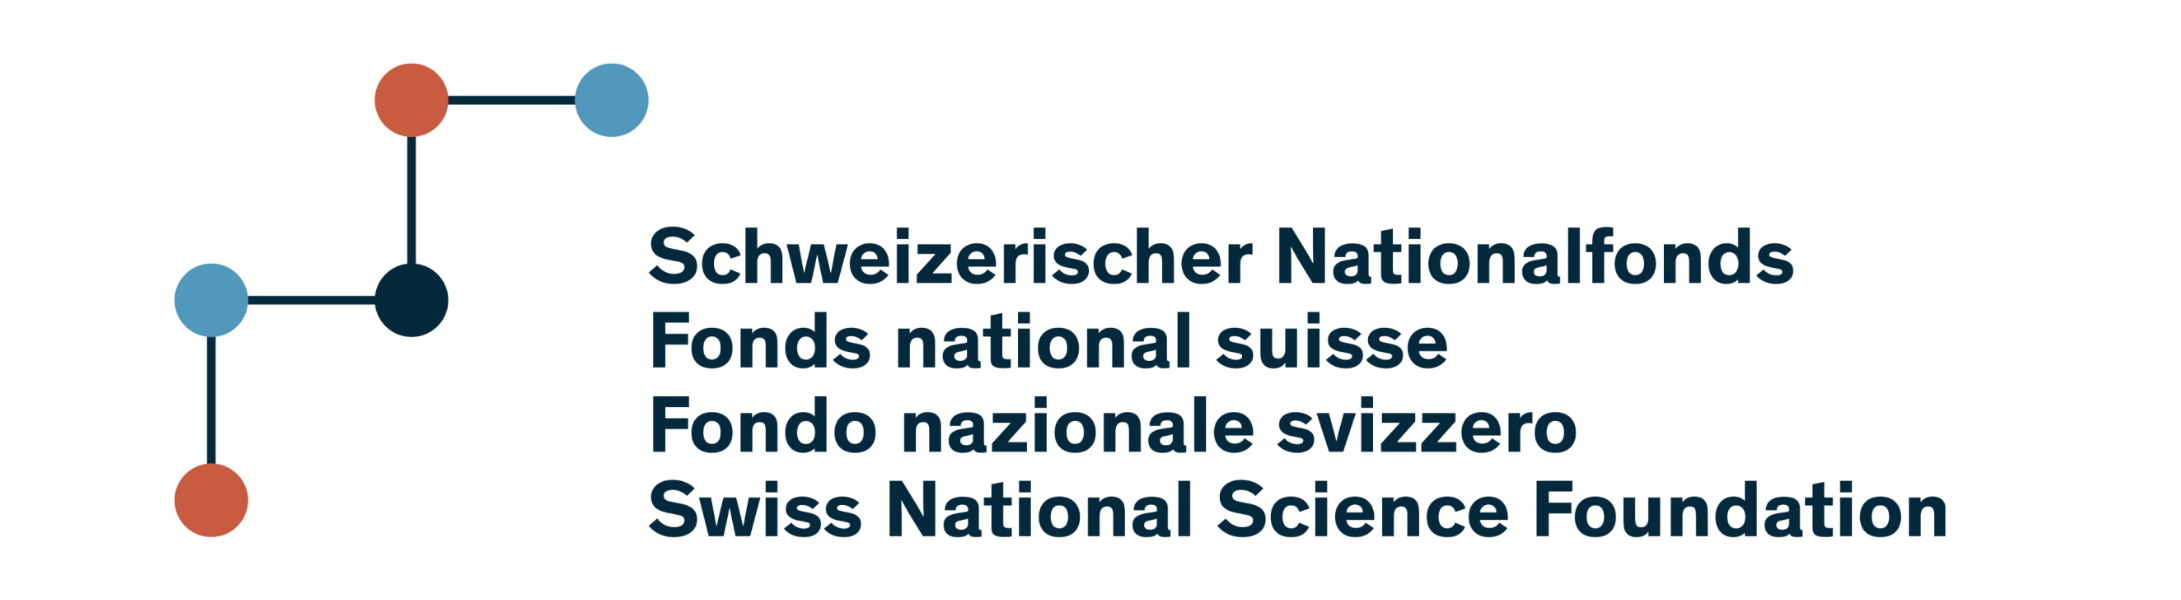 Schweizerischer Nationalfonds
Fonds national suisse
Fondo nazionale svizzero
Swiss National Science Foundation